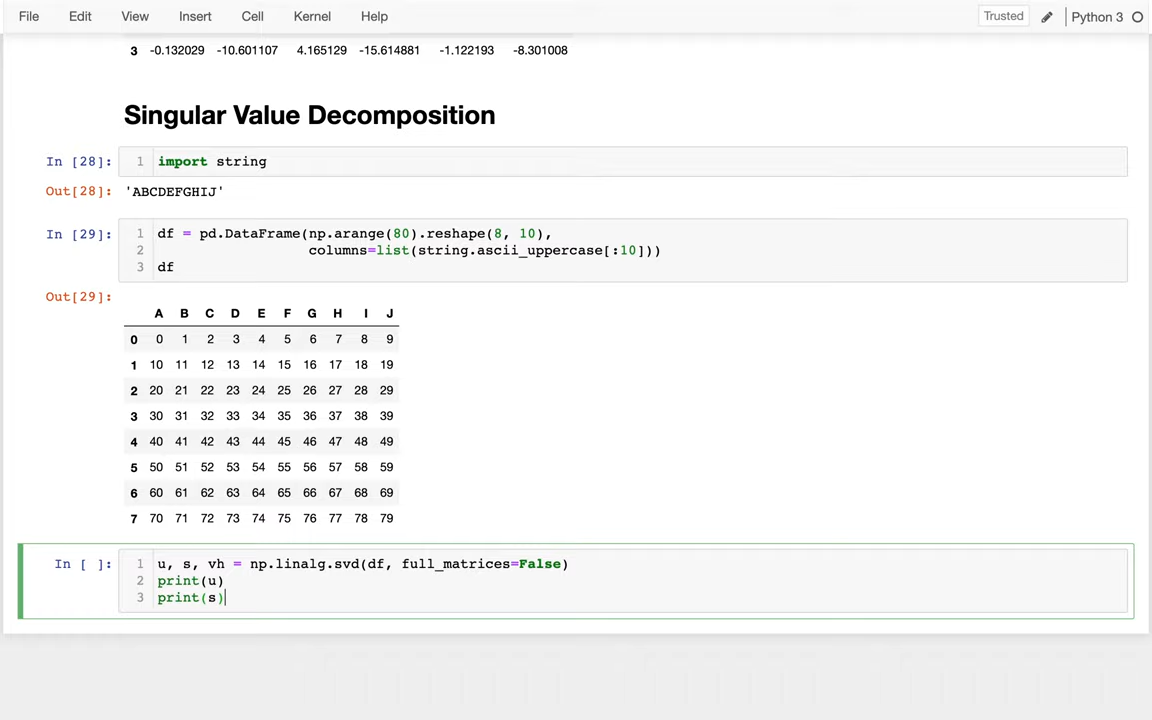 File Edit View Insert Cell Kernel Help Trusted Python 3
3 -0.132029 -10.601107 4.165129 -15.614881 -1.122193 -8.301008
Singular Value Decomposition
In [28]: 1 import string
Out[28]: 'ABCDEFGHIJ'
In [29]: 1 df = pd.DataFrame(np.arange(80).reshape(8, 10),
2 columns=list(string.ascii_uppercase[:10]))
3 df
Out[29]:
A B C D E F G H I J
0 0 1 2 3 4 5 6 7 8 9
1 10 11 12 13 14 15 16 17 18 19
2 20 21 22 23 24 25 26 27 28 29
3 30 31 32 33 34 35 36 37 38 39
4 40 41 42 43 44 45 46 47 48 49
5 50 51 52 53 54 55 56 57 58 59
6 60 61 62 63 64 65 66 67 68 69
7 70 71 72 73 74 75 76 77 78 79
In [ ]: 1 u, s, vh = np.linalg.svd(df, full_matrices=False)
2 print(u)
3 print(s)